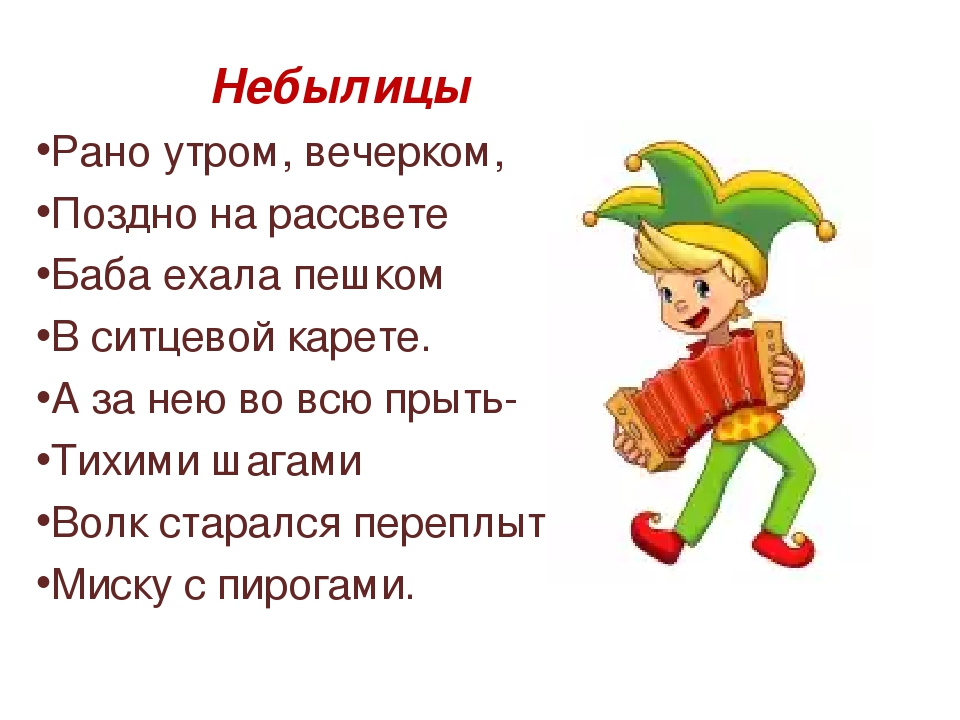 Небылицы
•Рано утром, вечерком,
•Поздно на рассвете
•Баба ехала пешком
•В ситцевой карете.
•А за нею во всю прыть-
•Тихими шагами
•Волк старался переплыт
•Миску с пирогами.